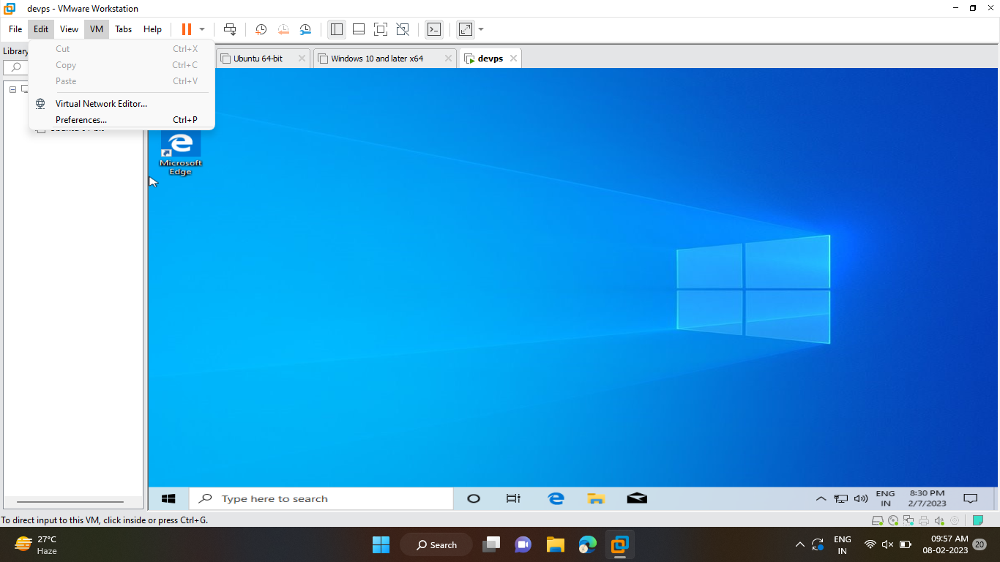 devps - VMware Workstation
File Edit View VM Tabs Help
Library
Cut Ctrl+X
Copy Ctrl+C
Paste Ctrl+V
Virtual Network Editor...
Preferences... Ctrl+P
Ubuntu 64-bit
Windows 10 and later x64
devps
Microsoft
Edge
Type here to search
ENG
IN
8:30 PM
2/7/2023
To direct input to this VM, click inside or press Ctrl+G.
27°C
Haze
Search
ENG
IN
09:57 AM
08-02-2023
20